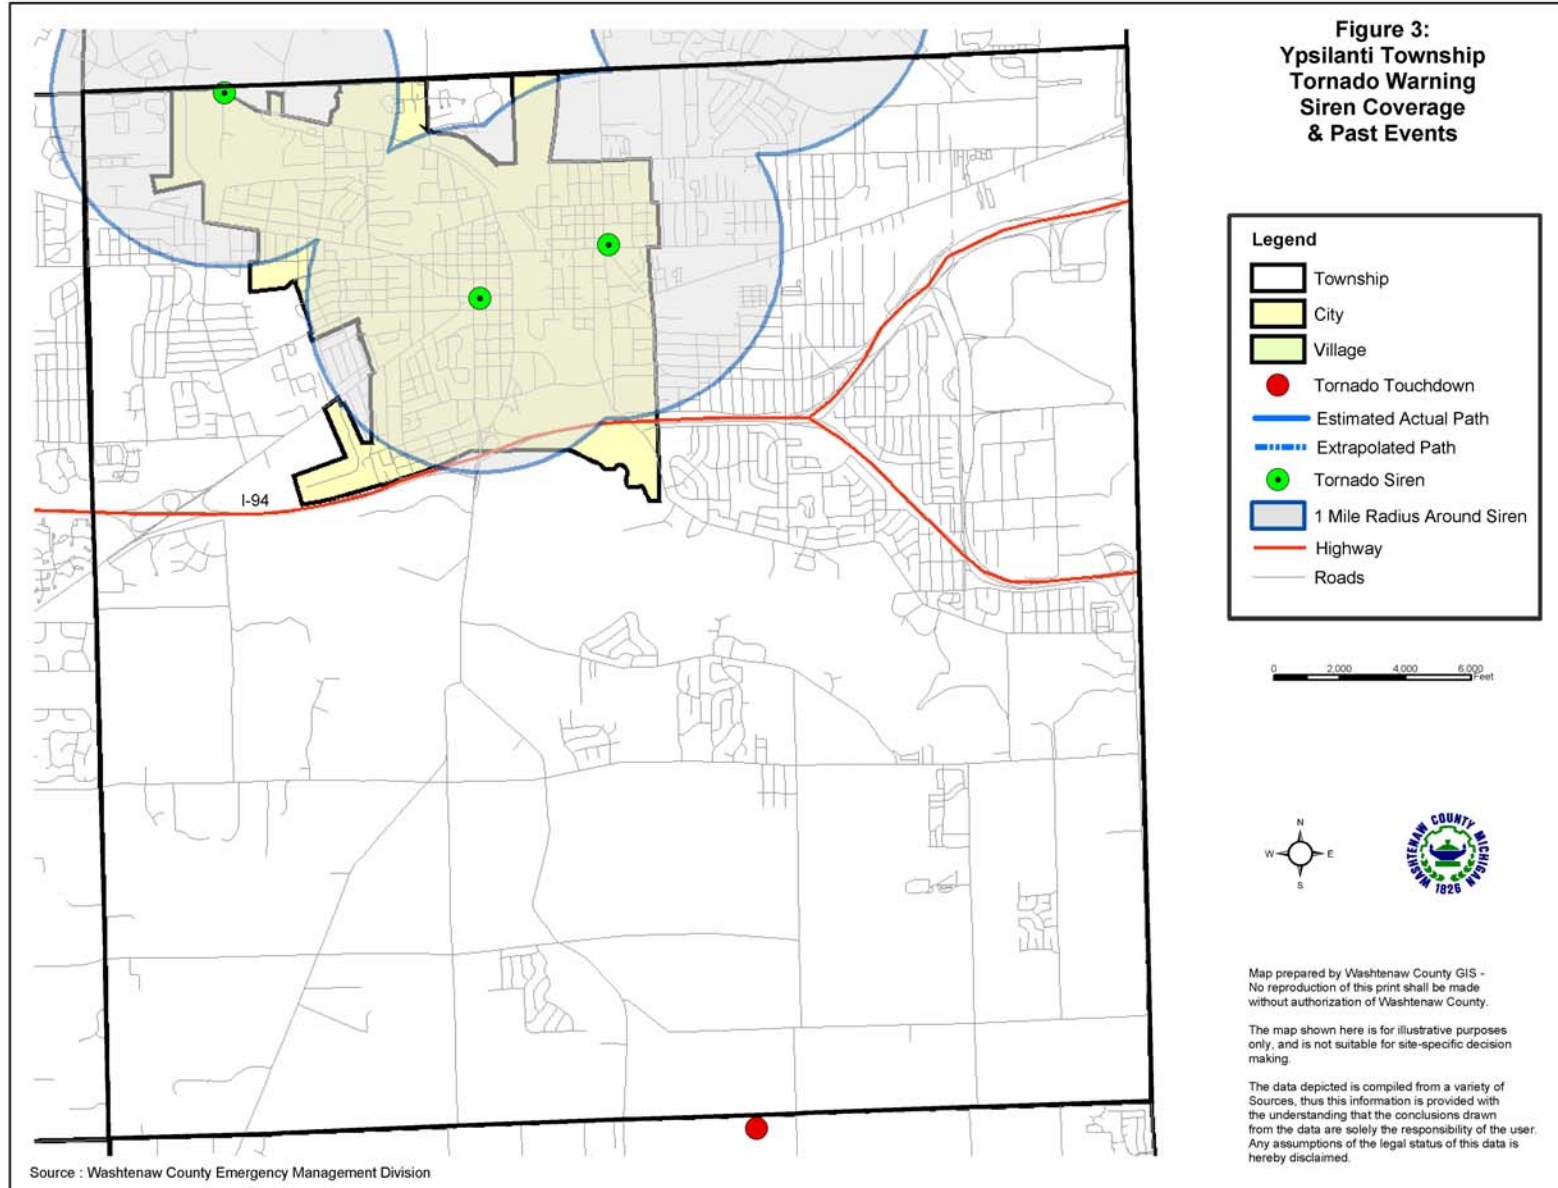 Figure 3:
Ypsilanti Township
Tornado Warning
Siren Coverage
& Past Events
Legend
Township
City
Village
Tornado Touchdown
Estimated Actual Path
Extrapolated Path
Tornado Siren
1 Mile Radius Around Siren
Highway
Roads
I-94
0 2,000 4,000 6,000
Feet
N
W E
S
WASHTENAW COUNTY MICHIGAN
1826
Map prepared by Washtenaw County GIS -
No reproduction of this print shall be made
without authorization of Washtenaw County.
The map shown here is for illustrative purposes
only, and is not suitable for site-specific decision
making.
The data depicted is compiled from a variety of
Sources, thus this information is provided with
the understanding that the conclusions drawn
from the data are solely the responsibility of the user.
Any assumptions of the legal status of this data is
hereby disclaimed.
Source : Washtenaw County Emergency Management Division